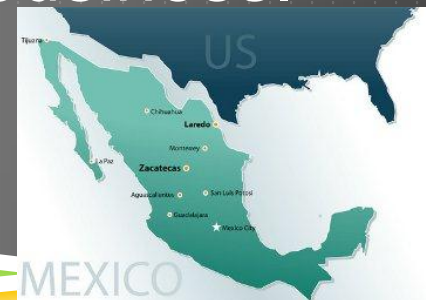 US
Tijuana
Chihuahua
Laredo
Monterrey
La Paz
Zacatecas
Aguascalientes
San Luis Potosi
Guadalajara
Mexico City
MEXICO